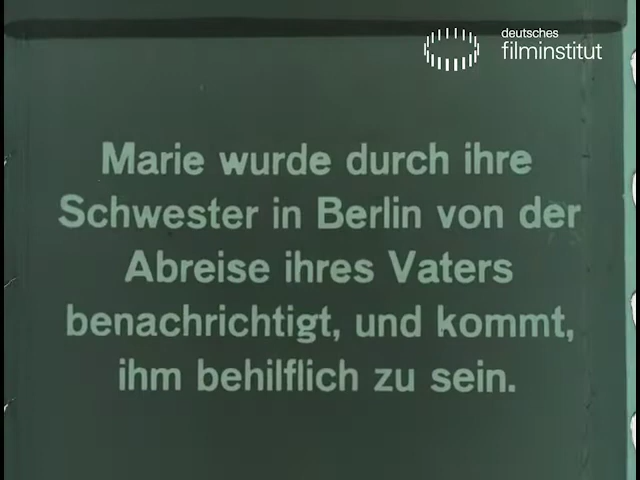 deutsches
filminstitut
Marie wurde durch ihre
Schwester in Berlin von der
Abreise ihres Vaters
benachrichtigt, und kommt,
ihm behilflich zu sein.